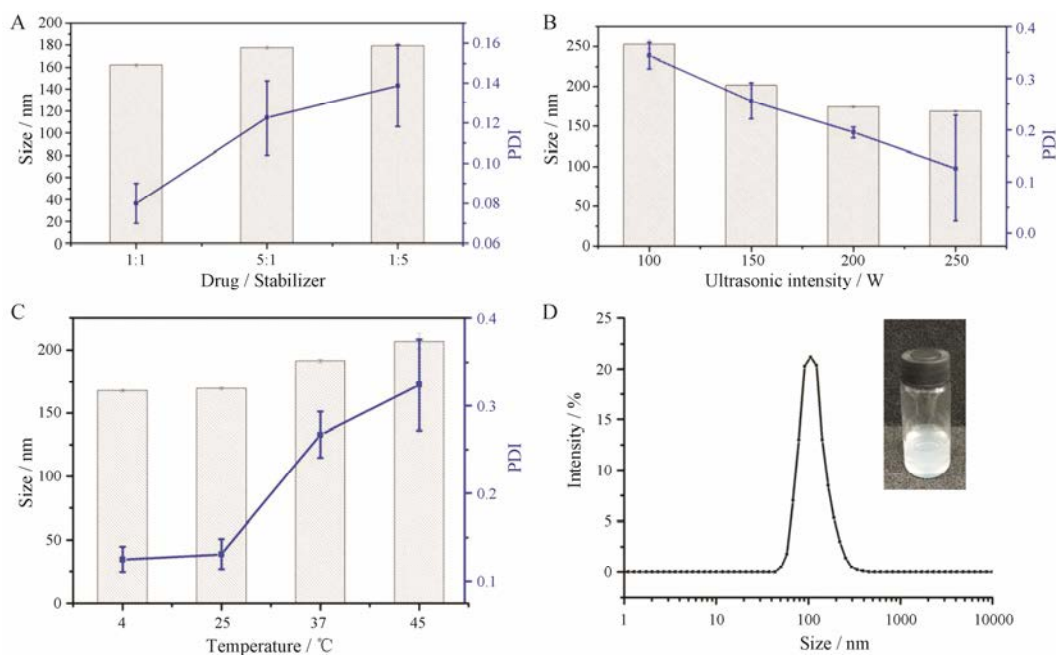 A
Size / nm
200
180
160
140
120
100
80
60
40
20
0
0.16
0.14
0.12
0.10
0.08
0.06
PDI
1:1 5:1 1:5
Drug / Stabilizer
B
Size / nm
250
200
150
100
50
0
0.4
0.3
0.2
0.1
0.0
PDI
100 150 200 250
Ultrasonic intensity / W
C
Size / nm
200
150
100
50
0
0.4
0.3
0.2
0.1
PDI
4 25 37 45
Temperature / ℃
D
Intensity / %
25
20
15
10
5
0
1 10 100 1000 10000
Size / nm